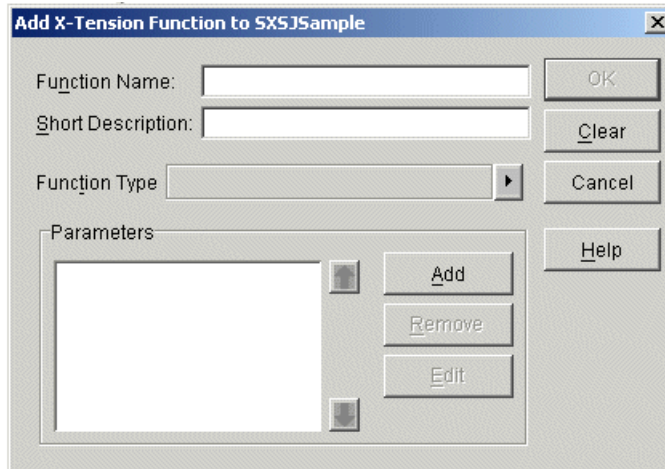 Add X-Tension Function to SXSJSample
Function Name:
OK
Short Description:
Clear
Function Type
Cancel
Parameters
Help
Add
Remove
Edit